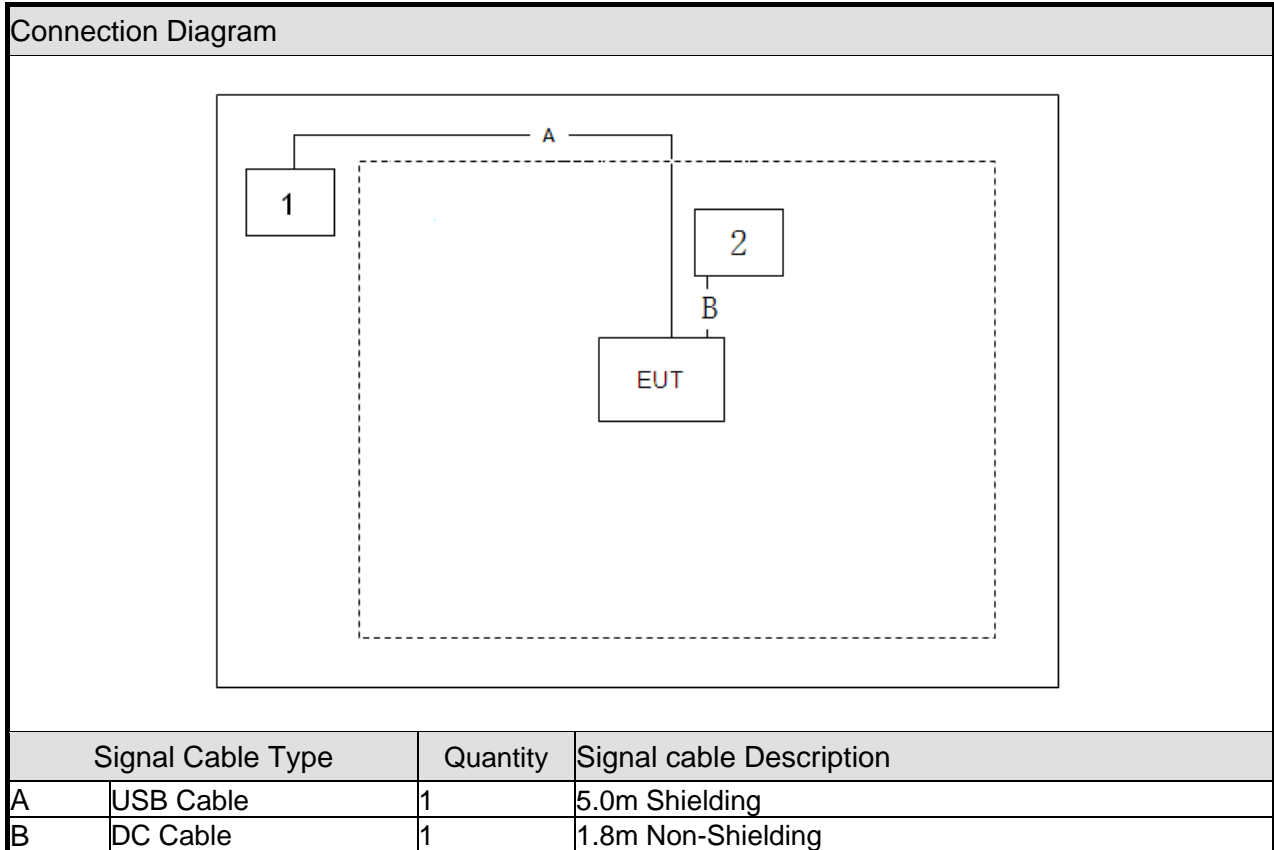 Connection Diagram
A
1
2
B
EUT
Signal Cable Type Quantity Signal cable Description
A USB Cable 1 5.0m Shielding
B DC Cable 1 1.8m Non-Shielding